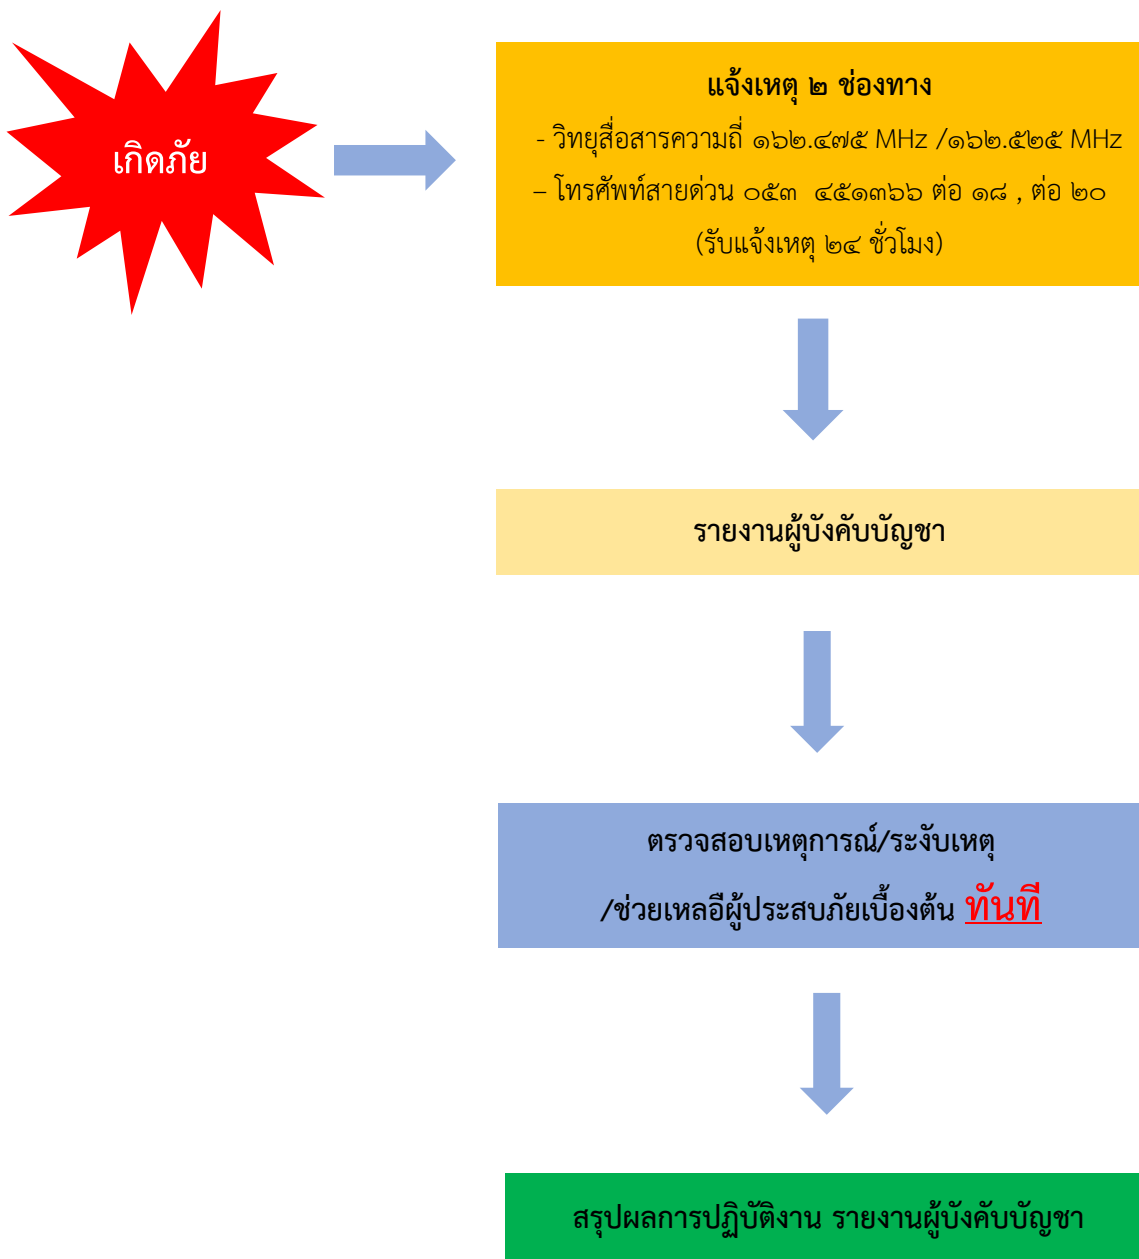 เกิดภัย
แจ้งเหตุ ๒ ช่องทาง
- วิทยุสื่อสารความถี่ ๑๖๒.๔๗๕ MHz /๑๖๒.๕๒๕ MHz
– โทรศัพท์สายด่วน ๐๕๓ ๔๕๑๓๖๖ ต่อ ๑๘ , ต่อ ๒๐
(รับแจ้งเหตุ ๒๔ ชั่วโมง)
รายงานผู้บังคับบัญชา
ตรวจสอบเหตุการณ์/ระงับเหตุ
/ช่วยเหลือืผู้ประสบภัยเบื้องต้น ทันที
สรุปผลการปฏิบัติงาน รายงานผู้บังคับบัญชา